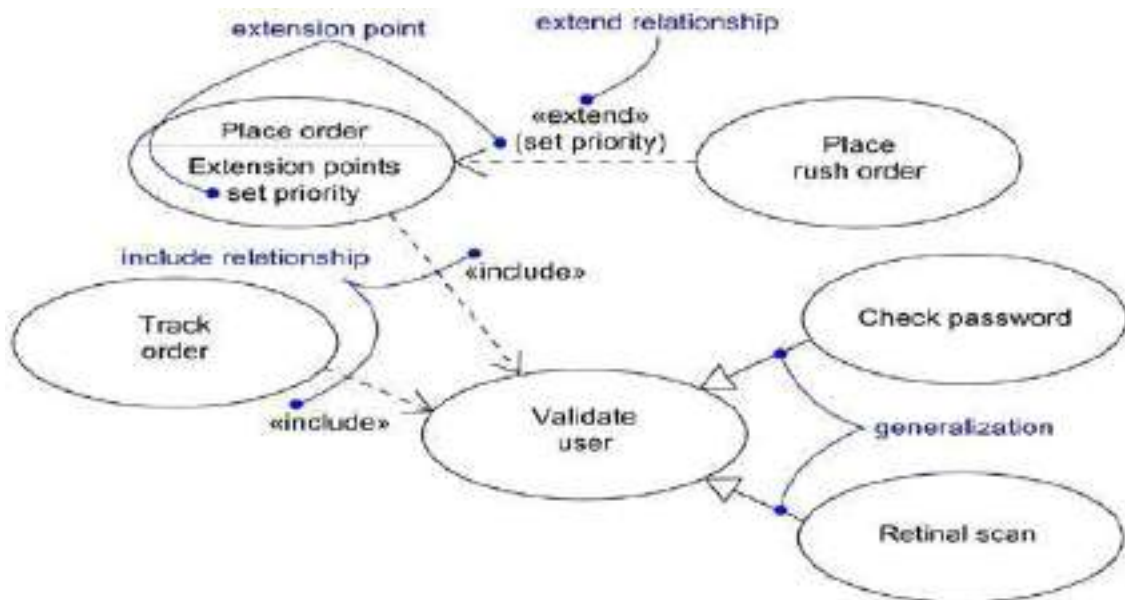 extension point
extend relationship
«extend»
(set priority)
Place order
Extension points
set priority
Place
rush order
include relationship
«include»
Track
order
Check password
«include»
Validate
user
generalization
Retinal scan